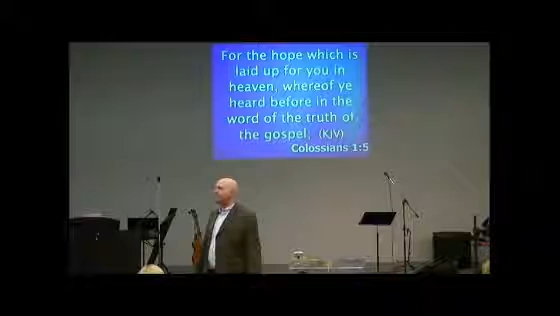 For the hope which is
laid up for you in
heaven, whereof ye
heard before in the
word of the truth of
the gospel; (KJV)
Colossians 1:5